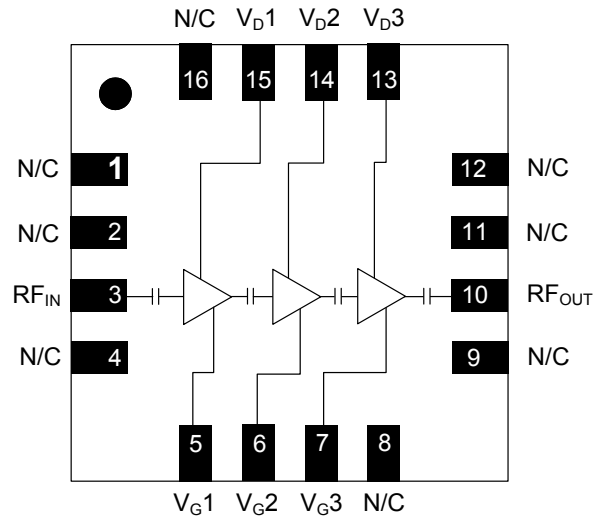 N/C V_D1 V_D2 V_D3
16 15 14 13
N/C 1 12 N/C
N/C 2 11 N/C
RF_IN 3 10 RF_OUT
N/C 4 9 N/C
5 6 7 8
V_G1 V_G2 V_G3 N/C